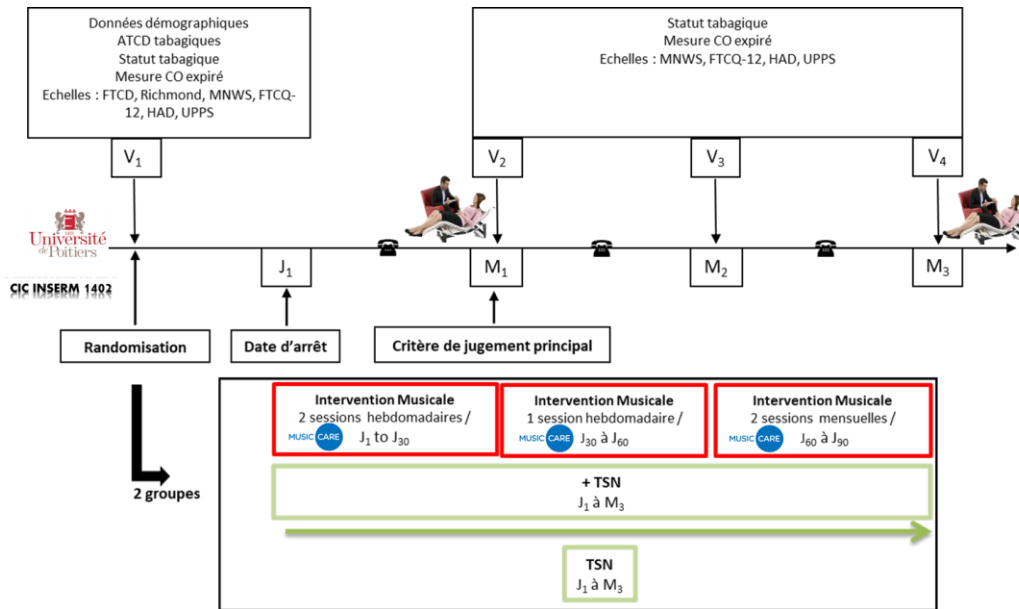 Données démographiques
ATCD tabagiques
Statut tabagique
Mesure CO expiré
Echelles : FTCD, Richmond, MNWS, FTCQ-
12, HAD, UPPS
Statut tabagique
Mesure CO expiré
Echelles : MNWS, FTCQ-12, HAD, UPPS
V1
V2
V3
V4
Université
de Poitiers
CIC INSERM 1402
J1
M1
M2
M3
Randomisation
Date d'arrêt
Critère de jugement principal
Intervention Musicale
2 sessions hebdomadaires /
MUSIC CARE J1 to J30
Intervention Musicale
1 session hebdomadaire /
MUSIC CARE J30 à J60
Intervention Musicale
2 sessions mensuelles /
MUSIC CARE J60 à J90
2 groupes
+ TSN
J1 à M3
TSN
J1 à M3